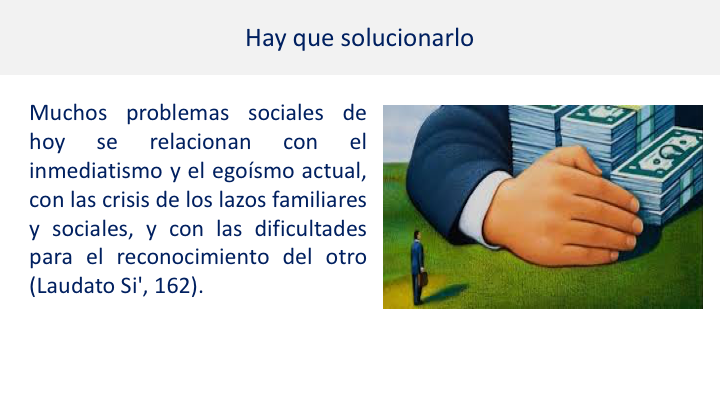 Hay que solucionarlo
Muchos problemas sociales de
hoy se relacionan con el
inmediatismo y el egoísmo actual,
con las crisis de los lazos familiares
y sociales, y con las dificultades
para el reconocimiento del otro
(Laudato Si', 162).